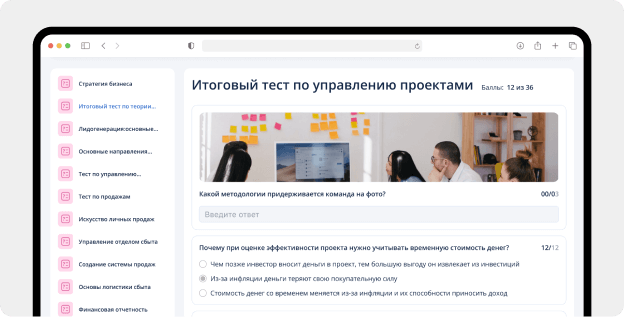 Стратегия бизнеса
Итоговый тест по теории...
Лидогенерация:основные...
Основные направления...
Тест по управлению...
Тест по продажам
Искусство личных продаж
Управление отделом сбыта
Создание системы продаж
Основы логистики сбыта
Финансовая отчетность
Итоговый тест по управлению проектами
Баллы: 12 из 36
Какой методологии придерживается команда на фото?
00/03
Введите ответ
Почему при оценке эффективности проекта нужно учитывать временную стоимость денег?
12/12
Чем позже инвестор вносит деньги в проект, тем большую выгоду он извлекает из инвестиций
Из-за инфляции деньги теряют свою покупательную силу
Стоимость денег со временем меняется из-за инфляции и их способности приносить доход